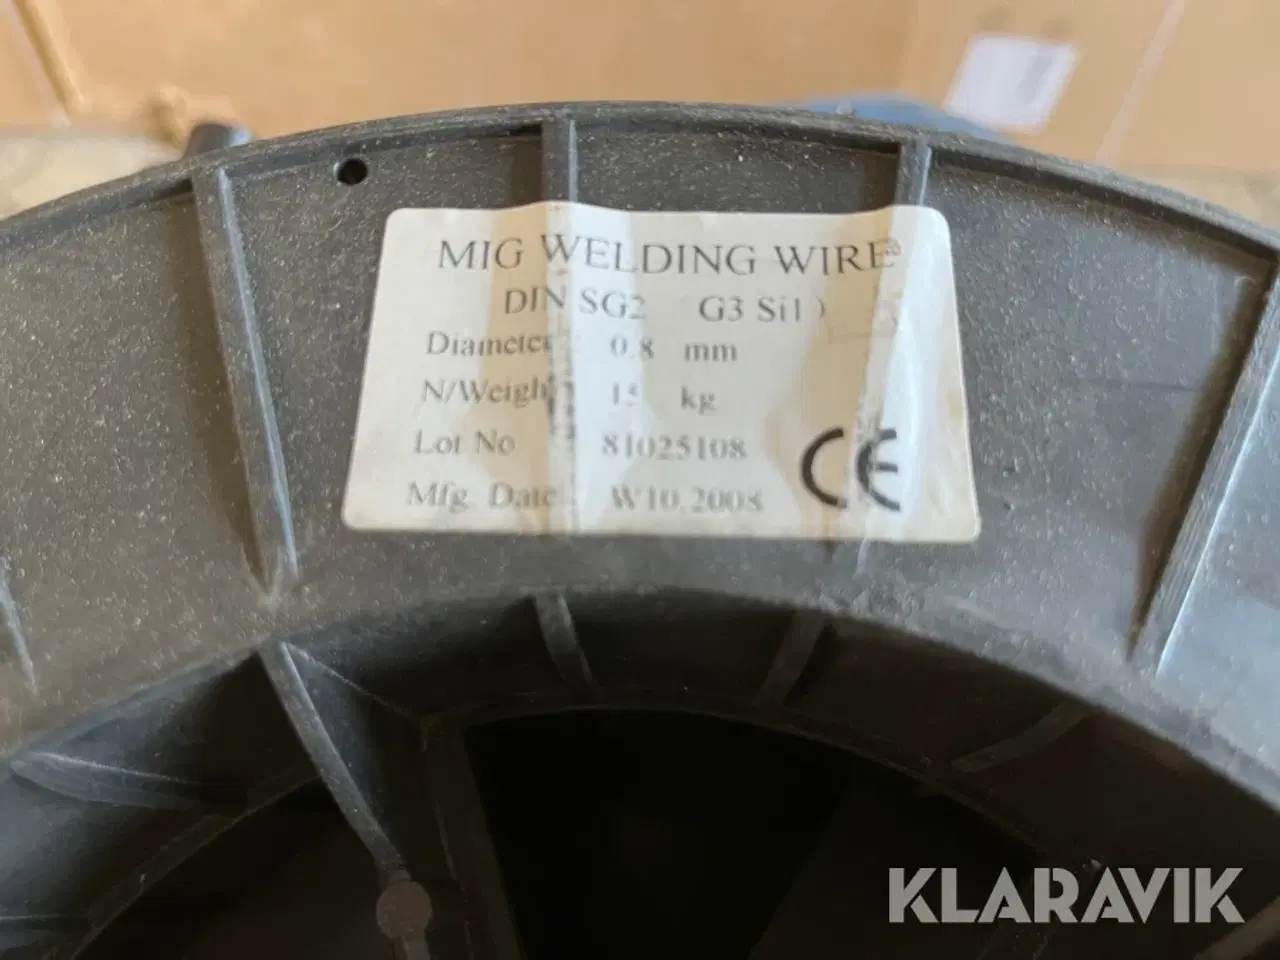 MIG WELDING WIRE
DIN SG2 G3 Si1 )
Diameter : 0.8 mm
N/Weight 15 kg
Lot No 81025108
Mfg. Date : W10.2008
CE
KLARAVIK